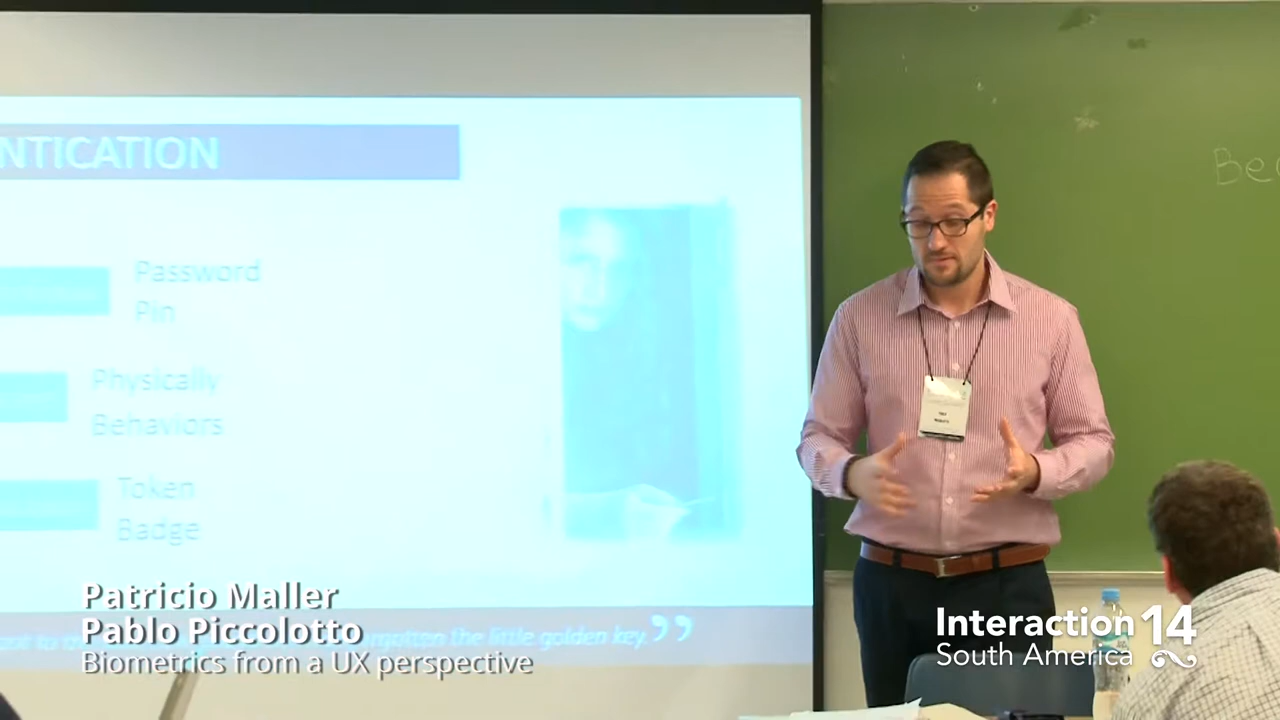 NTICATION
Password
Pin
Physically
Behaviors
Token
Badge
the little golden key.”
Patricio Maller
Pablo Piccolotto
Biometrics from a UX perspective
Interaction 14
South America
Be